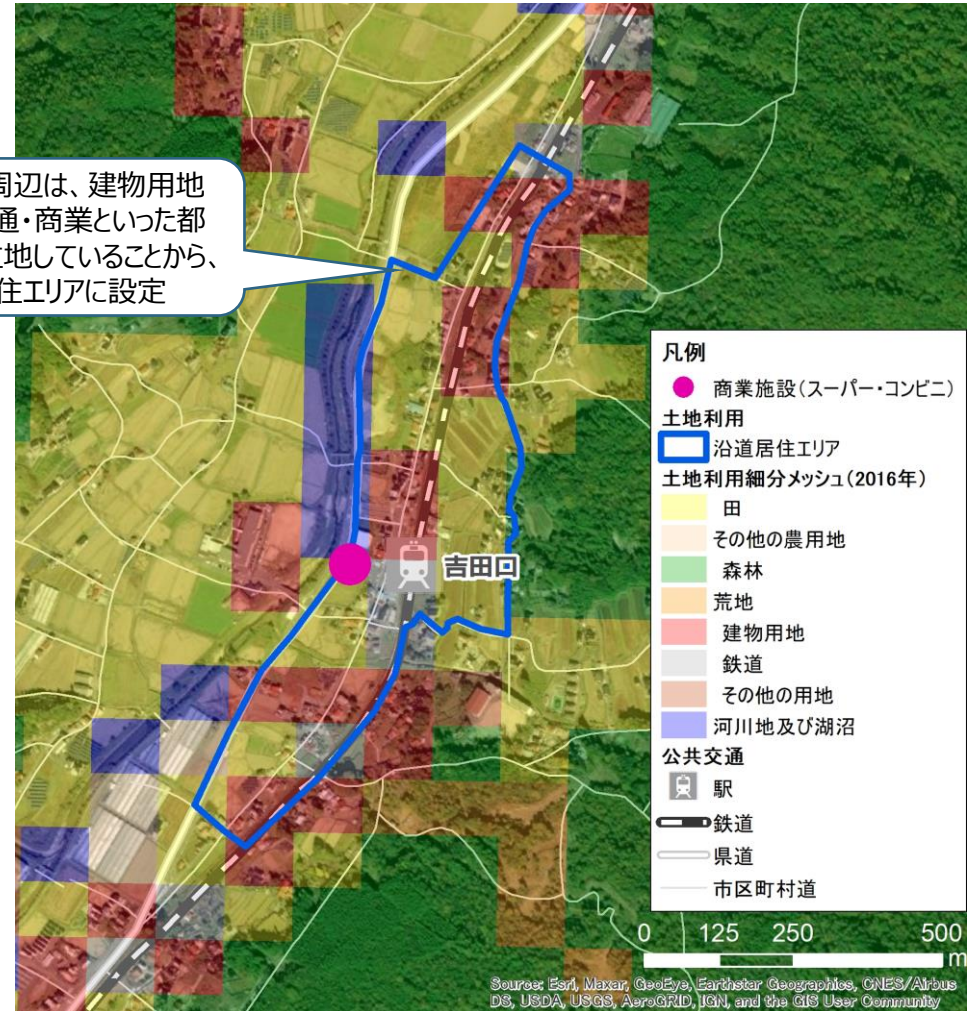 周辺は、建物用地
通・商業といった都
立地していることから、
住エリアに設定
吉田口
凡例
商業施設(スーパー・コンビニ)
土地利用
沿道居住エリア
土地利用細分メッシュ(2016年)
田
その他の農用地
森林
荒地
建物用地
鉄道
その他の用地
河川地及び湖沼
公共交通
駅
鉄道
県道
市区町村道
0 125 250 500
m
Source: Esri, Maxar, GeoEye, Earthstar Geographics, CNES/Airbus
DS, USDA, USGS, AeroGRID, IGN, and the GIS User Community